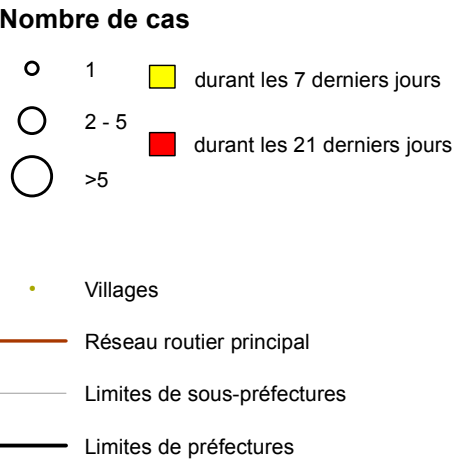 Nombre de cas
1
durant les 7 derniers jours
2 - 5
durant les 21 derniers jours
>5
Villages
Réseau routier principal
Limites de sous-préfectures
Limites de préfectures